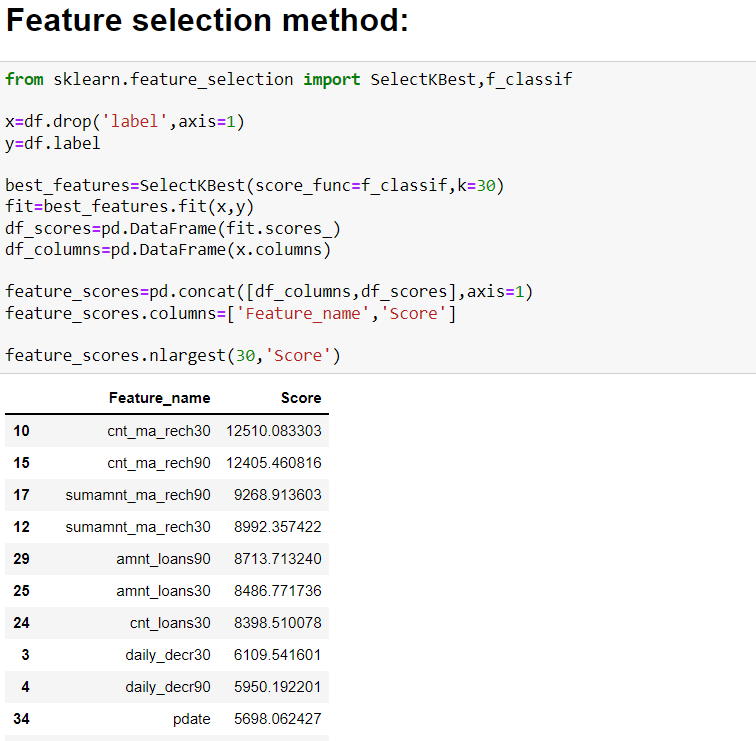 Feature selection method:
from sklearn.feature_selection import SelectKBest,f_classif
x=df.drop('label',axis=1)
y=df.label
best_features=SelectKBest(score_func=f_classif,k=30)
fit=best_features.fit(x,y)
df_scores=pd.DataFrame(fit.scores_)
df_columns=pd.DataFrame(x.columns)
feature_scores=pd.concat([df_columns,df_scores],axis=1)
feature_scores.columns=['Feature_name','Score']
feature_scores.nlargest(30,'Score')
Feature_name Score
10 cnt_ma_rech30 12510.083303
15 cnt_ma_rech90 12405.460816
17 sumamnt_ma_rech90 9268.913603
12 sumamnt_ma_rech30 8992.357422
29 amnt_loans90 8713.713240
25 amnt_loans30 8486.771736
24 cnt_loans30 8398.510078
3 daily_decr30 6109.541601
4 daily_decr90 5950.192201
34 pdate 5698.062427